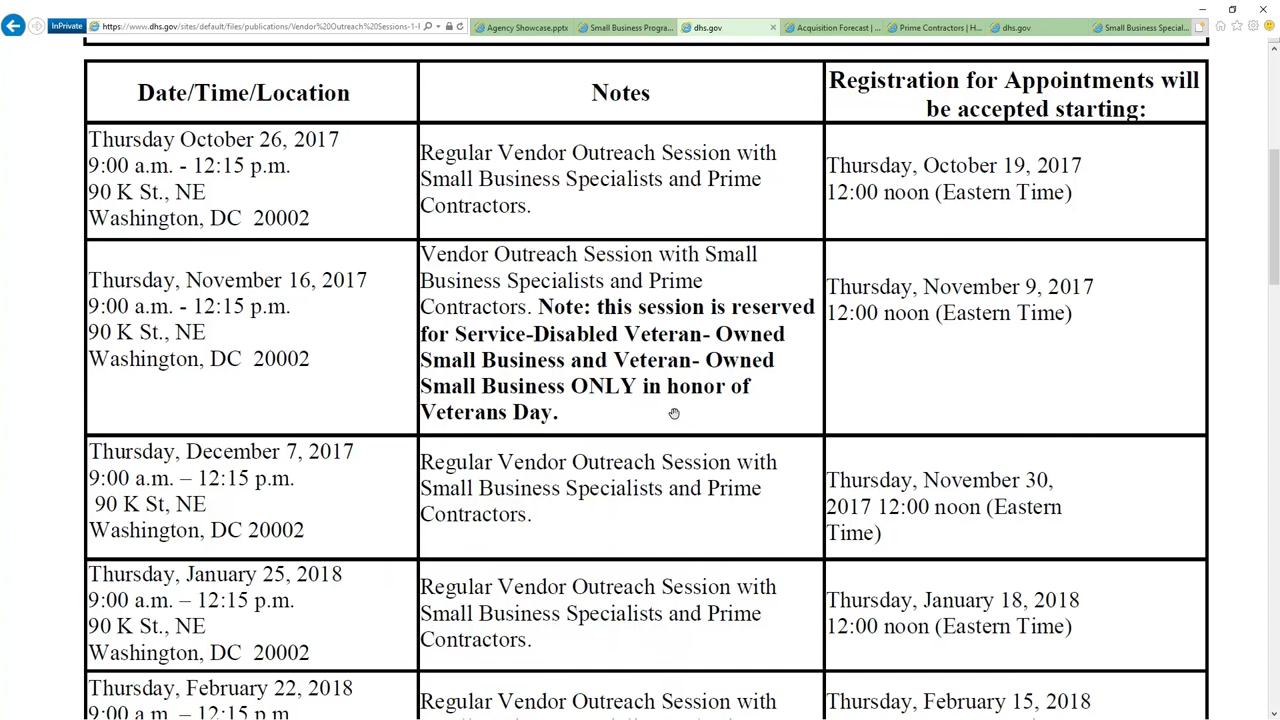 InPrivate
https://www.dhs.gov/sites/default/files/publications/Vendor%20Outreach%20Sessions-1-F
Agency Showcase.pptx
Small Business Progra...
dhs.gov
Acquisition Forecast | ...
Prime Contractors | H...
dhs.gov
Small Business Special...
Date/Time/Location
Notes
Registration for Appointments will
be accepted starting:
Thursday October 26, 2017
9:00 a.m. - 12:15 p.m.
90 K St., NE
Washington, DC 20002
Regular Vendor Outreach Session with
Small Business Specialists and Prime
Contractors.
Thursday, October 19, 2017
12:00 noon (Eastern Time)
Thursday, November 16, 2017
9:00 a.m. - 12:15 p.m.
90 K St., NE
Washington, DC 20002
Vendor Outreach Session with Small
Business Specialists and Prime
Contractors. Note: this session is reserved
for Service-Disabled Veteran- Owned
Small Business and Veteran- Owned
Small Business ONLY in honor of
Veterans Day.
Thursday, November 9, 2017
12:00 noon (Eastern Time)
Thursday, December 7, 2017
9:00 a.m. – 12:15 p.m.
90 K St, NE
Washington, DC 20002
Regular Vendor Outreach Session with
Small Business Specialists and Prime
Contractors.
Thursday, November 30,
2017 12:00 noon (Eastern
Time)
Thursday, January 25, 2018
9:00 a.m. – 12:15 p.m.
90 K St., NE
Washington, DC 20002
Regular Vendor Outreach Session with
Small Business Specialists and Prime
Contractors.
Thursday, January 18, 2018
12:00 noon (Eastern Time)
Thursday, February 22, 2018
9:00 a.m. – 12:15 p.m.
Regular Vendor Outreach Session with
Thursday, February 15, 2018